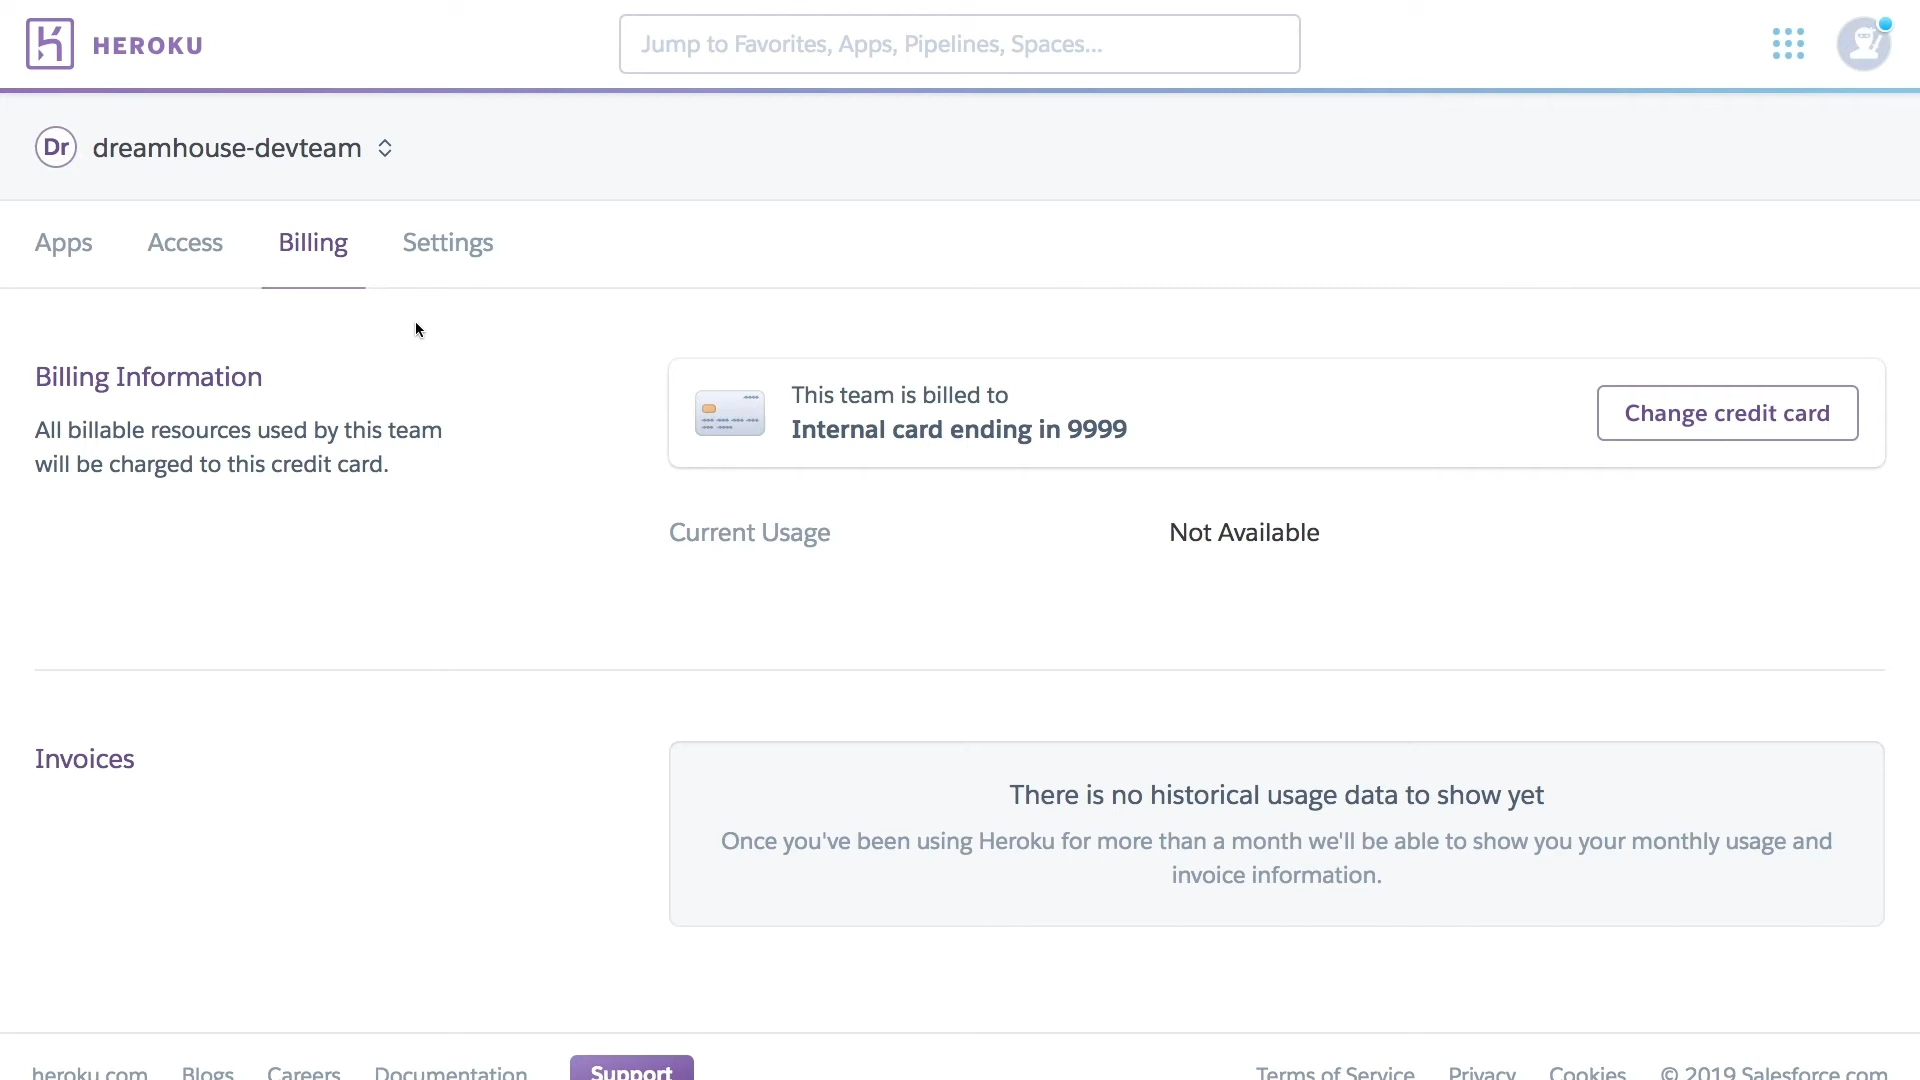 HEROKU
Jump to Favorites, Apps, Pipelines, Spaces...
Dr dreamhouse-devteam
Apps Access Billing Settings
Billing Information
All billable resources used by this team
will be charged to this credit card.
This team is billed to
Internal card ending in 9999
Change credit card
Current Usage Not Available
Invoices
There is no historical usage data to show yet
Once you've been using Heroku for more than a month we'll be able to show you your monthly usage and
invoice information.
heroku.com Blogs Careers Documentation Support Terms of Service Privacy Cookies © 2019 Salesforce.com